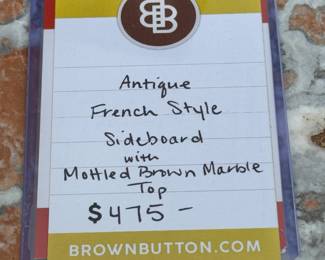 Antique
French Style
Sideboard
with
Mottled Brown Marble
Top
$475 —
BROWNBUTTON.COM